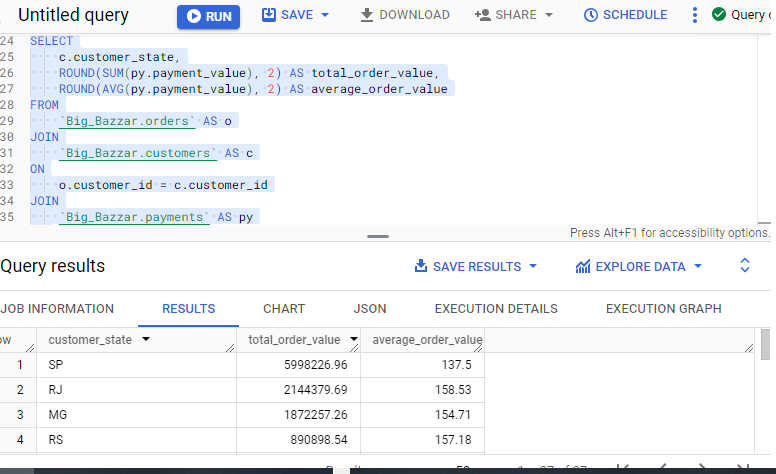 Untitled query RUN SAVE DOWNLOAD SHARE SCHEDULE Query
24 SELECT
25 c.customer_state,
26 ROUND(SUM(py.payment_value), 2) AS total_order_value,
27 ROUND(AVG(py.payment_value), 2) AS average_order_value
28 FROM
29 `Big_Bazzar.orders` AS o
30 JOIN
31 `Big_Bazzar.customers` AS c
32 ON
33 o.customer_id = c.customer_id
34 JOIN
35 `Big_Bazzar.payments` AS py
Press Alt+F1 for accessibility options.
Query results SAVE RESULTS EXPLORE DATA
JOB INFORMATION RESULTS CHART JSON EXECUTION DETAILS EXECUTION GRAPH
ow customer_state total_order_value average_order_value
1 SP 5998226.96 137.5
2 RJ 2144379.69 158.53
3 MG 1872257.26 154.71
4 RS 890898.54 157.18